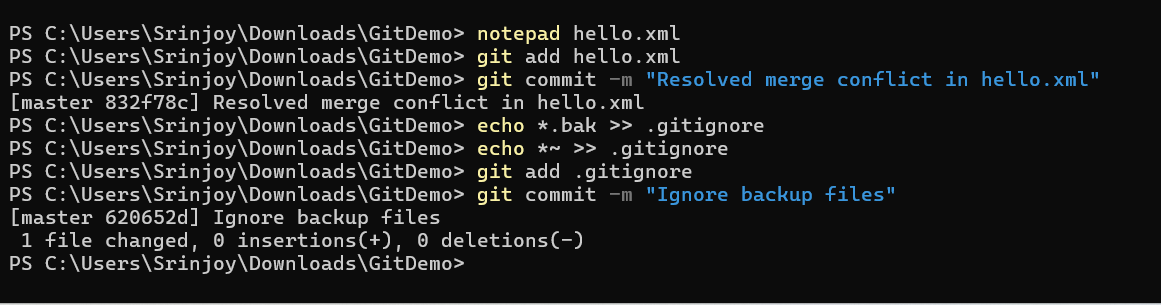 PS C:\Users\Srinjoy\Downloads\GitDemo> notepad hello.xml
PS C:\Users\Srinjoy\Downloads\GitDemo> git add hello.xml
PS C:\Users\Srinjoy\Downloads\GitDemo> git commit -m "Resolved merge conflict in hello.xml"
[master 832f78c] Resolved merge conflict in hello.xml
PS C:\Users\Srinjoy\Downloads\GitDemo> echo *.bak >> .gitignore
PS C:\Users\Srinjoy\Downloads\GitDemo> echo *~ >> .gitignore
PS C:\Users\Srinjoy\Downloads\GitDemo> git add .gitignore
PS C:\Users\Srinjoy\Downloads\GitDemo> git commit -m "Ignore backup files"
[master 620652d] Ignore backup files
 1 file changed, 0 insertions(+), 0 deletions(-)
PS C:\Users\Srinjoy\Downloads\GitDemo>